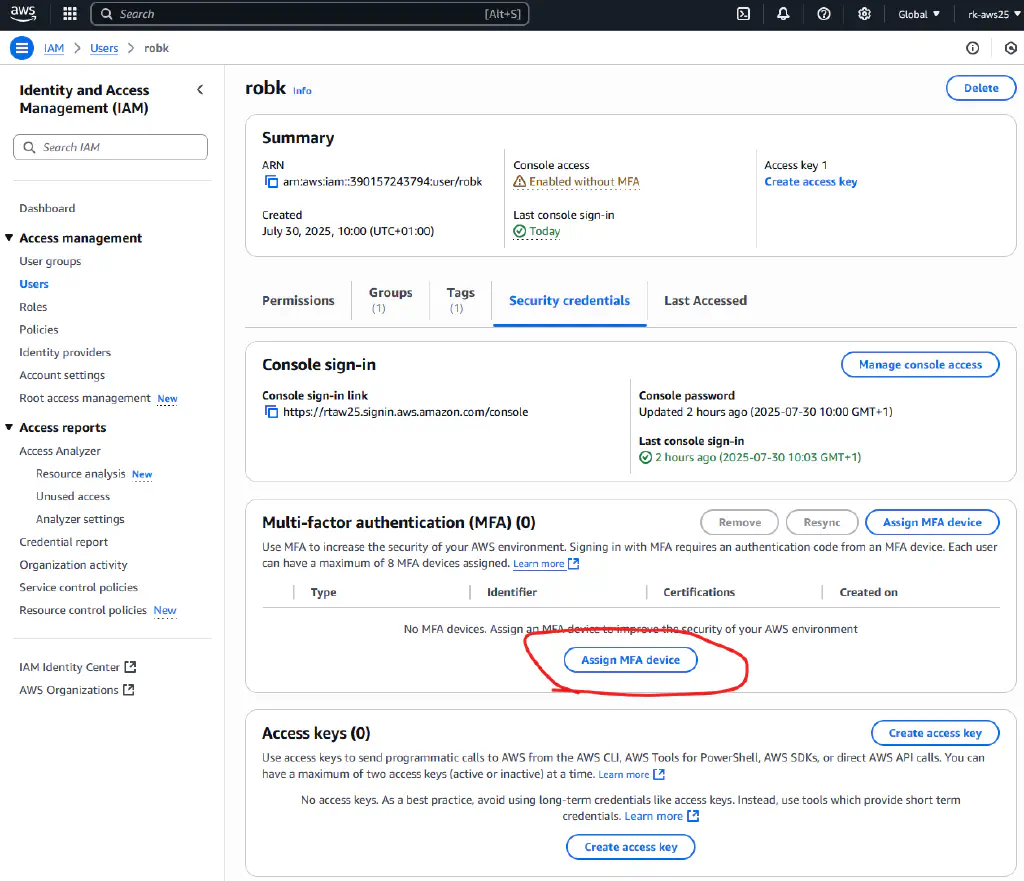 aws
Search [Alt+S] Global rk-aws25
IAM Users robk
Identity and Access
Management (IAM)
Search IAM
Dashboard
Access management
User groups
Users
Roles
Policies
Identity providers
Account settings
Root access management New
Access reports
Access Analyzer
Resource analysis New
Unused access
Analyzer settings
Credential report
Organization activity
Service control policies
Resource control policies New
IAM Identity Center
AWS Organizations
robk Info
Delete
Summary
ARN
arn:aws:iam::390157243794:user/robk
Created
July 30, 2025, 10:00 (UTC+01:00)
Console access
Enabled without MFA
Last console sign-in
Today
Access key 1
Create access key
Permissions
Groups
(1)
Tags
(1)
Security credentials
Last Accessed
Console sign-in
Manage console access
Console sign-in link
https://rtaw25.signin.aws.amazon.com/console
Console password
Updated 2 hours ago (2025-07-30 10:00 GMT+1)
Last console sign-in
2 hours ago (2025-07-30 10:03 GMT+1)
Multi-factor authentication (MFA) (0)
Remove
Resync
Assign MFA device
Use MFA to increase the security of your AWS environment. Signing in with MFA requires an authentication code from an MFA device. Each user
can have a maximum of 8 MFA devices assigned. Learn more
Type Identifier Certifications Created on
No MFA devices. Assign an MFA device to improve the security of your AWS environment
Assign MFA device
Access keys (0)
Create access key
Use access keys to send programmatic calls to AWS from the AWS CLI, AWS Tools for PowerShell, AWS SDKs, or direct AWS API calls. You can
have a maximum of two access keys (active or inactive) at a time. Learn more
No access keys. As a best practice, avoid using long-term credentials like access keys. Instead, use tools which provide short term
credentials. Learn more
Create access key